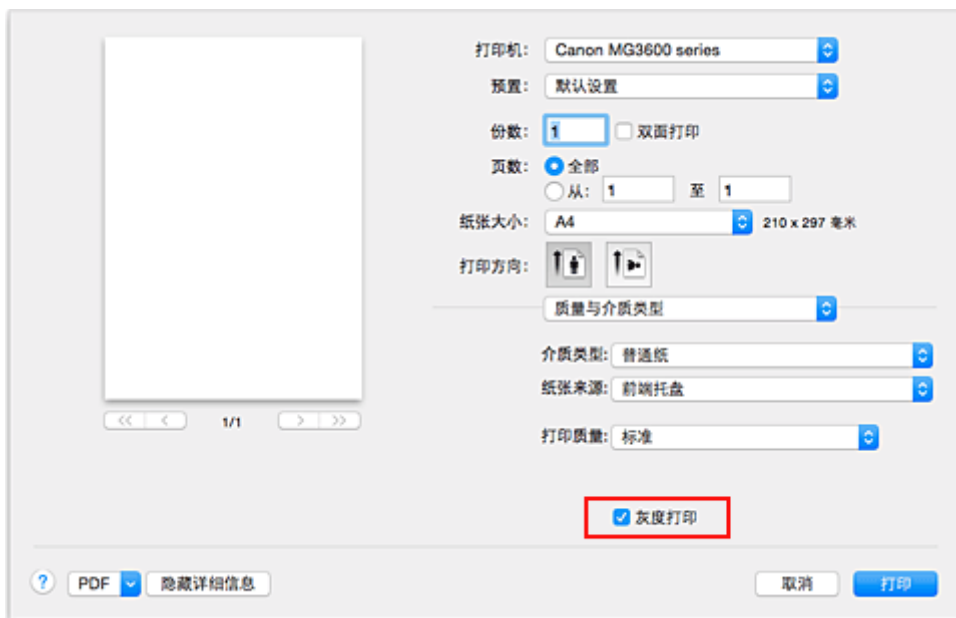 打印机： Canon MG3600 series
预置： 默认设置
份数： 1 双面打印
页数： 全部
从： 1 至 1
纸张大小： A4 210 x 297 毫米
打印方向：
质量与介质类型
介质类型: 普通纸
纸张来源: 前端托盘
打印质量: 标准
灰度打印
<< < 1/1 > >>
? PDF 隐藏详细信息 取消 打印